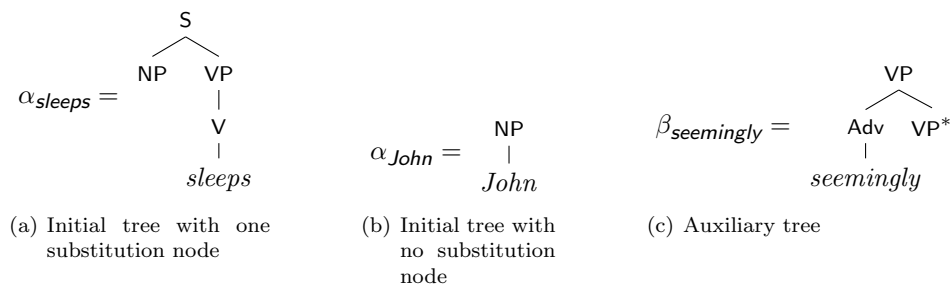 S
NP VP
α_sleeps =
V
sleeps
NP
α_John =
John
VP
β_seemingly =
Adv VP*
seemingly
(a) Initial tree with one
substitution node
(b) Initial tree with
no substitution
node
(c) Auxiliary tree